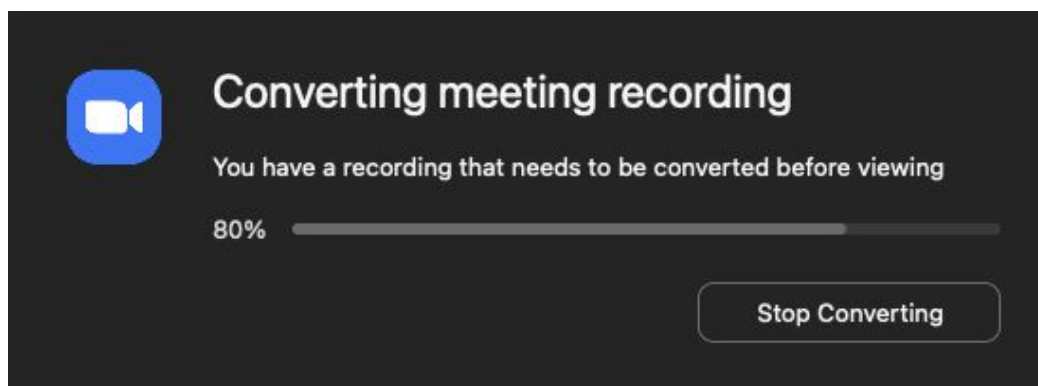 Converting meeting recording
You have a recording that needs to be converted before viewing
80%
Stop Converting